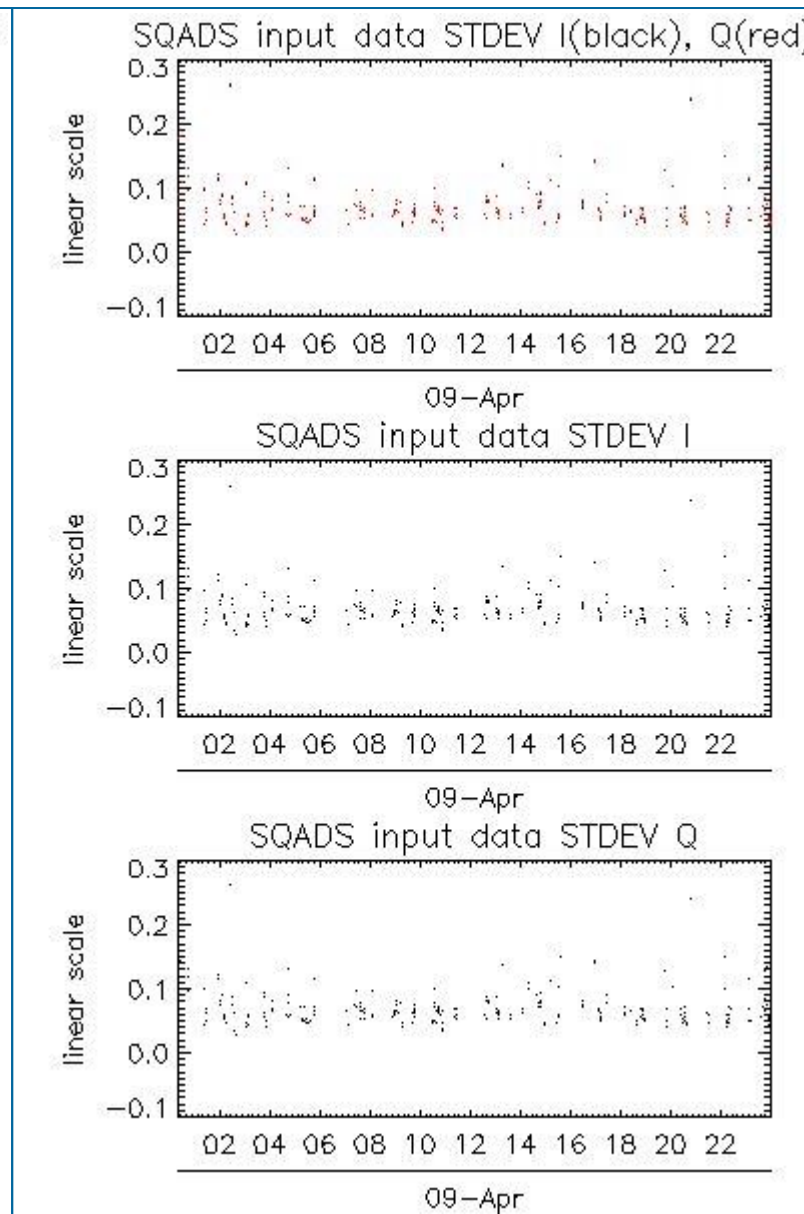 SQADS input data STDEV I(black), Q(red)
linear scale
0.3
0.2
0.1
0.0
−0.1
02 04 06 08 10 12 14 16 18 20 22
09−Apr
SQADS input data STDEV I
linear scale
0.3
0.2
0.1
0.0
−0.1
02 04 06 08 10 12 14 16 18 20 22
09−Apr
SQADS input data STDEV Q
linear scale
0.3
0.2
0.1
0.0
−0.1
02 04 06 08 10 12 14 16 18 20 22
09−Apr